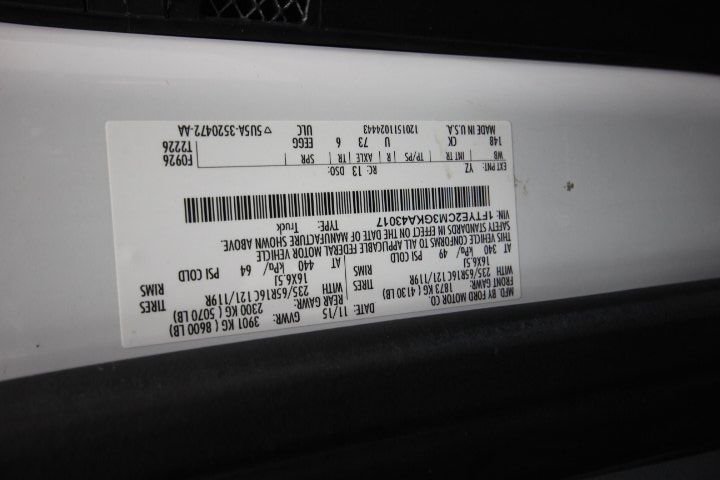 MFD. BY FORD MOTOR CO.
DATE: 11/15 GVWR: 3901 KG ( 8600 LB)
FRONT GAWR: REAR GAWR:
1873 KG ( 4130 LB) 2300 KG ( 5070 LB)
WITH TIRES WITH TIRES
235/65R16C 121/119R 235/65R16C 121/119R
16X6.5J RIMS 16X6.5J RIMS
AT 340 kPa/ 49 PSI COLD AT 440 kPa/ 64 PSI COLD
THIS VEHICLE CONFORMS TO ALL APPLICABLE FEDERAL MOTOR VEHICLE
SAFETY STANDARDS IN EFFECT ON THE DATE OF MANUFACTURE SHOWN ABOVE.
VIN: 1FTYE2CM3GKA43017
TYPE: Truck
EXT PNT: YZ RC: 13 DSO: F0926
WB INT TR TP/PS R AXLE TR SPR T2226
148 CK U 73 6 EEGG
MADE IN U.S.A. ULC
120151102443 5U5A-3520472-AA